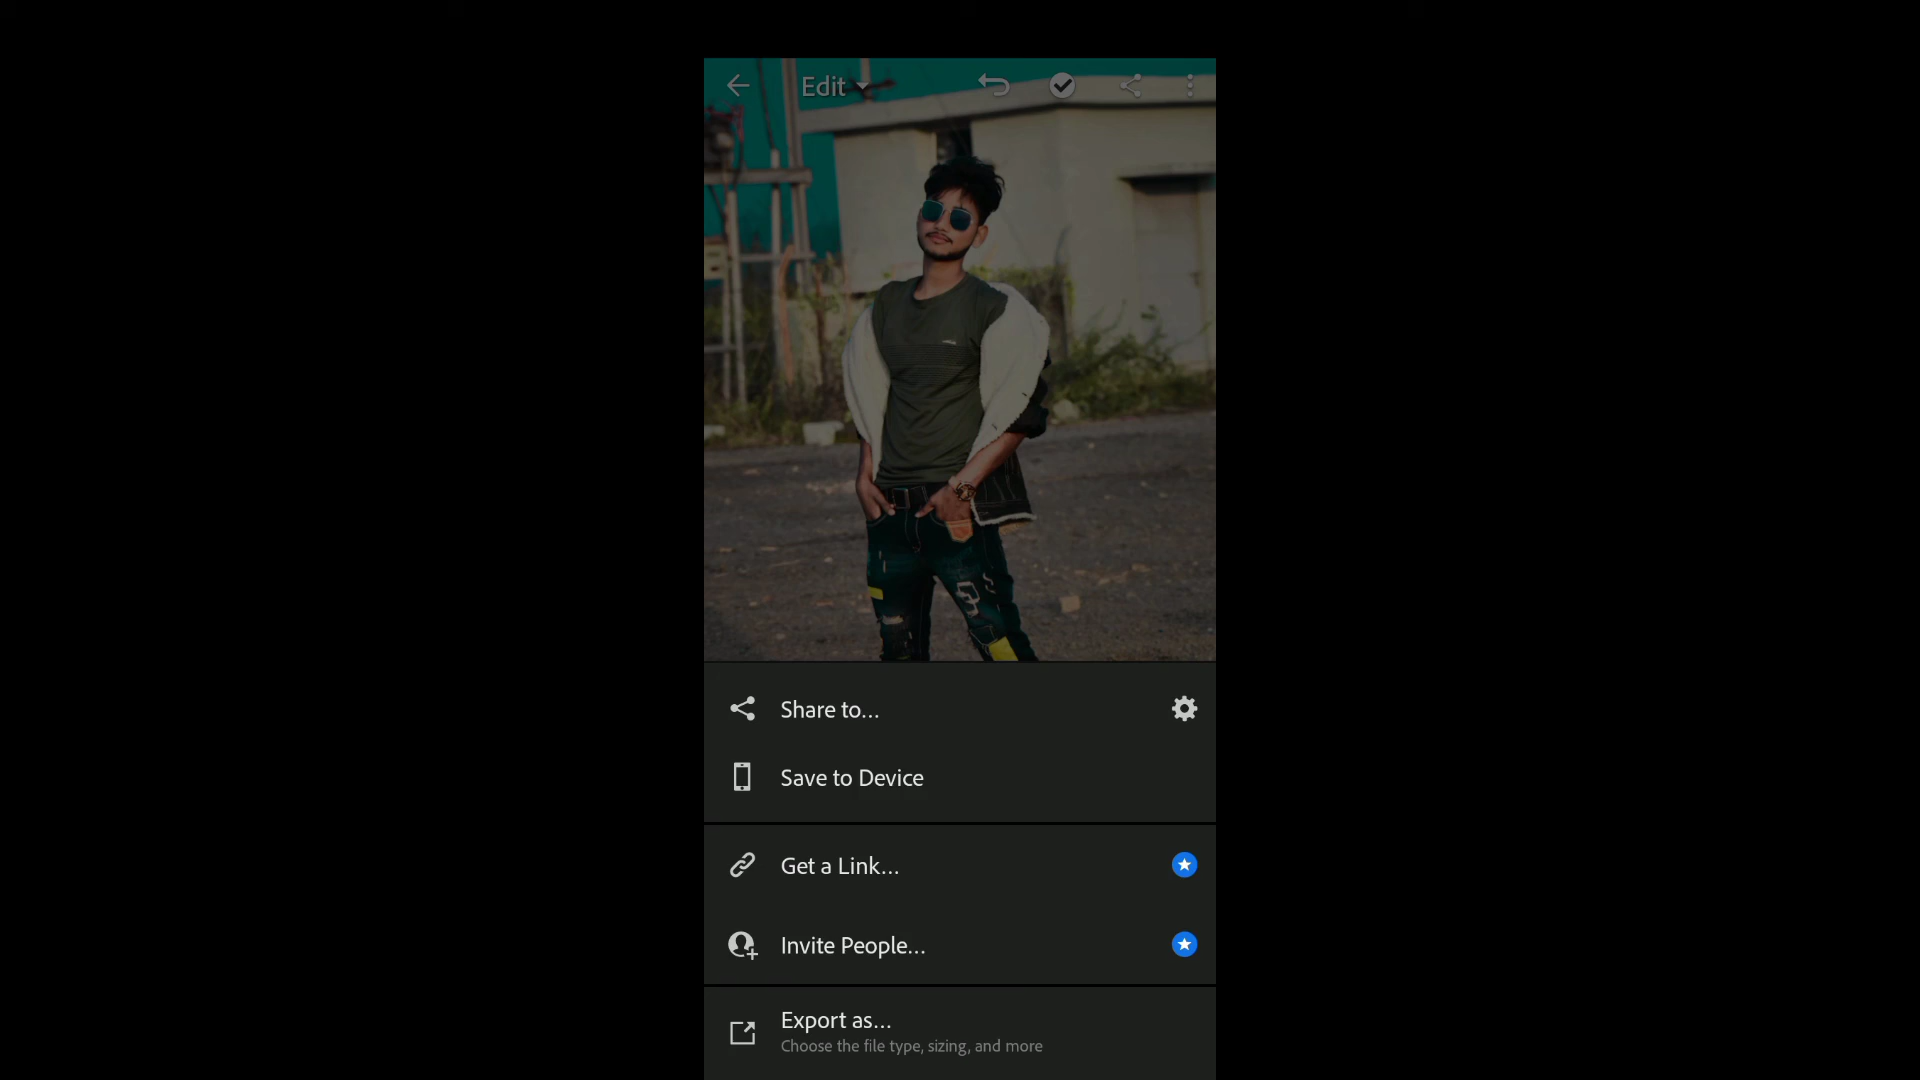 Edit
Share to...
Save to Device
Get a Link...
Invite People...
Export as...
Choose the file type, sizing, and more